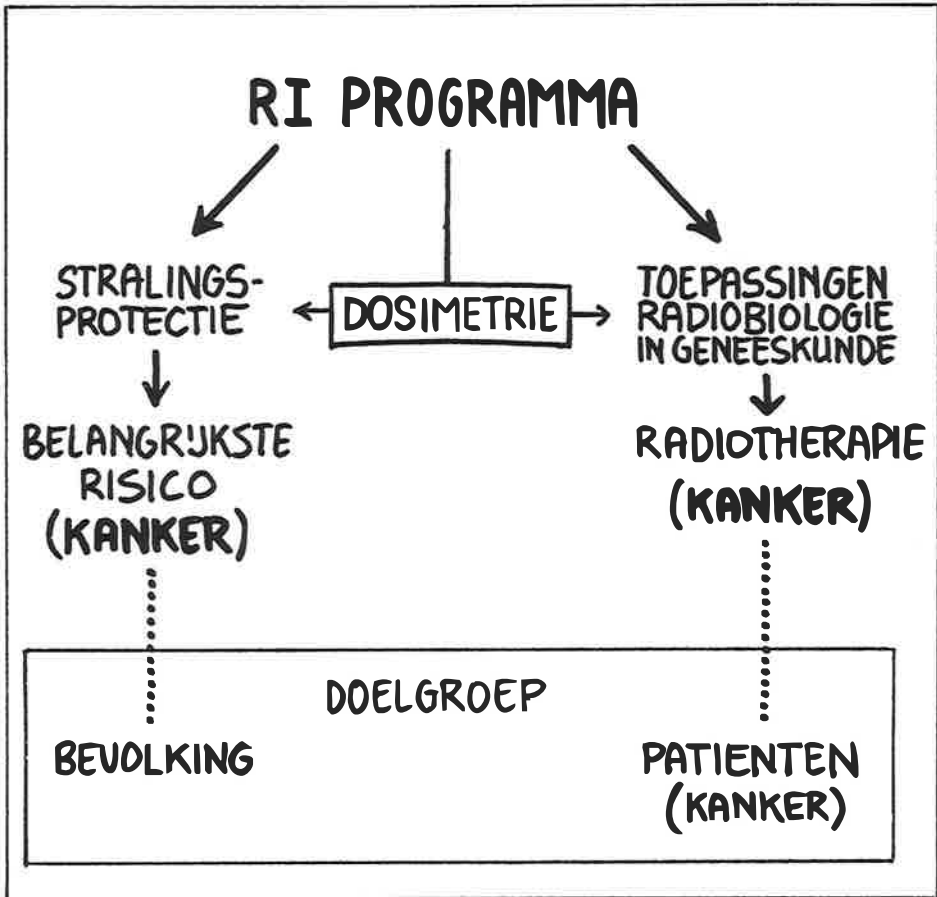 RI PROGRAMMA
STRALINGS-
PROTECTIE
DOSIMETRIE
TOEPASSINGEN
RADIOBIOLOGIE
IN GENEESKUNDE
BELANGRIJKSTE
RISICO
(KANKER)
RADIOTHERAPIE
(KANKER)
DOELGROEP
BEVOLKING
PATIENTEN
(KANKER)